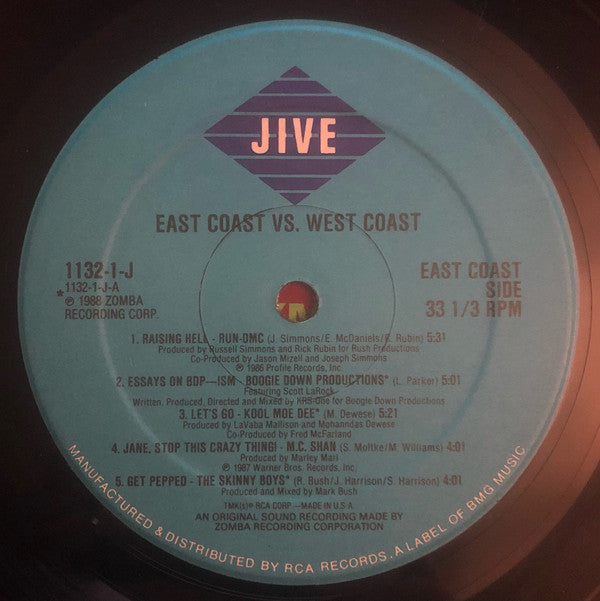 JIVE
EAST COAST VS. WEST COAST
1132-1-J
*1132-1-J-A
℗ 1988 ZOMBA
RECORDING CORP.
EAST COAST
SIDE
33 1/3 RPM
1. RAISING HELL - RUN-DMC (J. Simmons/E. McDaniels/R. Rubin) 5:31
Produced by Russell Simmons and Rick Rubin for Rush Productions
Co-Produced by Jason Mizell and Joseph Simmons
℗ 1986 Profile Records, Inc.
2. ESSAYS ON BDP—ISM - BOOGIE DOWN PRODUCTIONS* (L. Parker) 5:01
Featuring Scott LaRock
Written, Produced, Directed and Mixed by KRS-One for Boogie Down Productions
3. LET'S GO - KOOL MOE DEE* (M. Dewese) 5:21
Produced by LaVaba Mallison and Mohanndas Dewese
Co-Produced by Fred McFarland
4. JANE, STOP THIS CRAZY THING! - M.C. SHAN (S. Moltke/M. Williams) 4:01
Produced by Marley Marl
℗ 1987 Warner Bros. Records, Inc.
5. GET PEPPED - THE SKINNY BOYS* (R. Bush/J. Harrison/S. Harrison) 4:01
Produced and Mixed by Mark Bush
TMK(s)® RCA CORP —MADE IN U.S.A.
AN ORIGINAL SOUND RECORDING MADE BY
ZOMBA RECORDING CORPORATION
MANUFACTURED & DISTRIBUTED BY RCA RECORDS. A LABEL OF BMG MUSIC